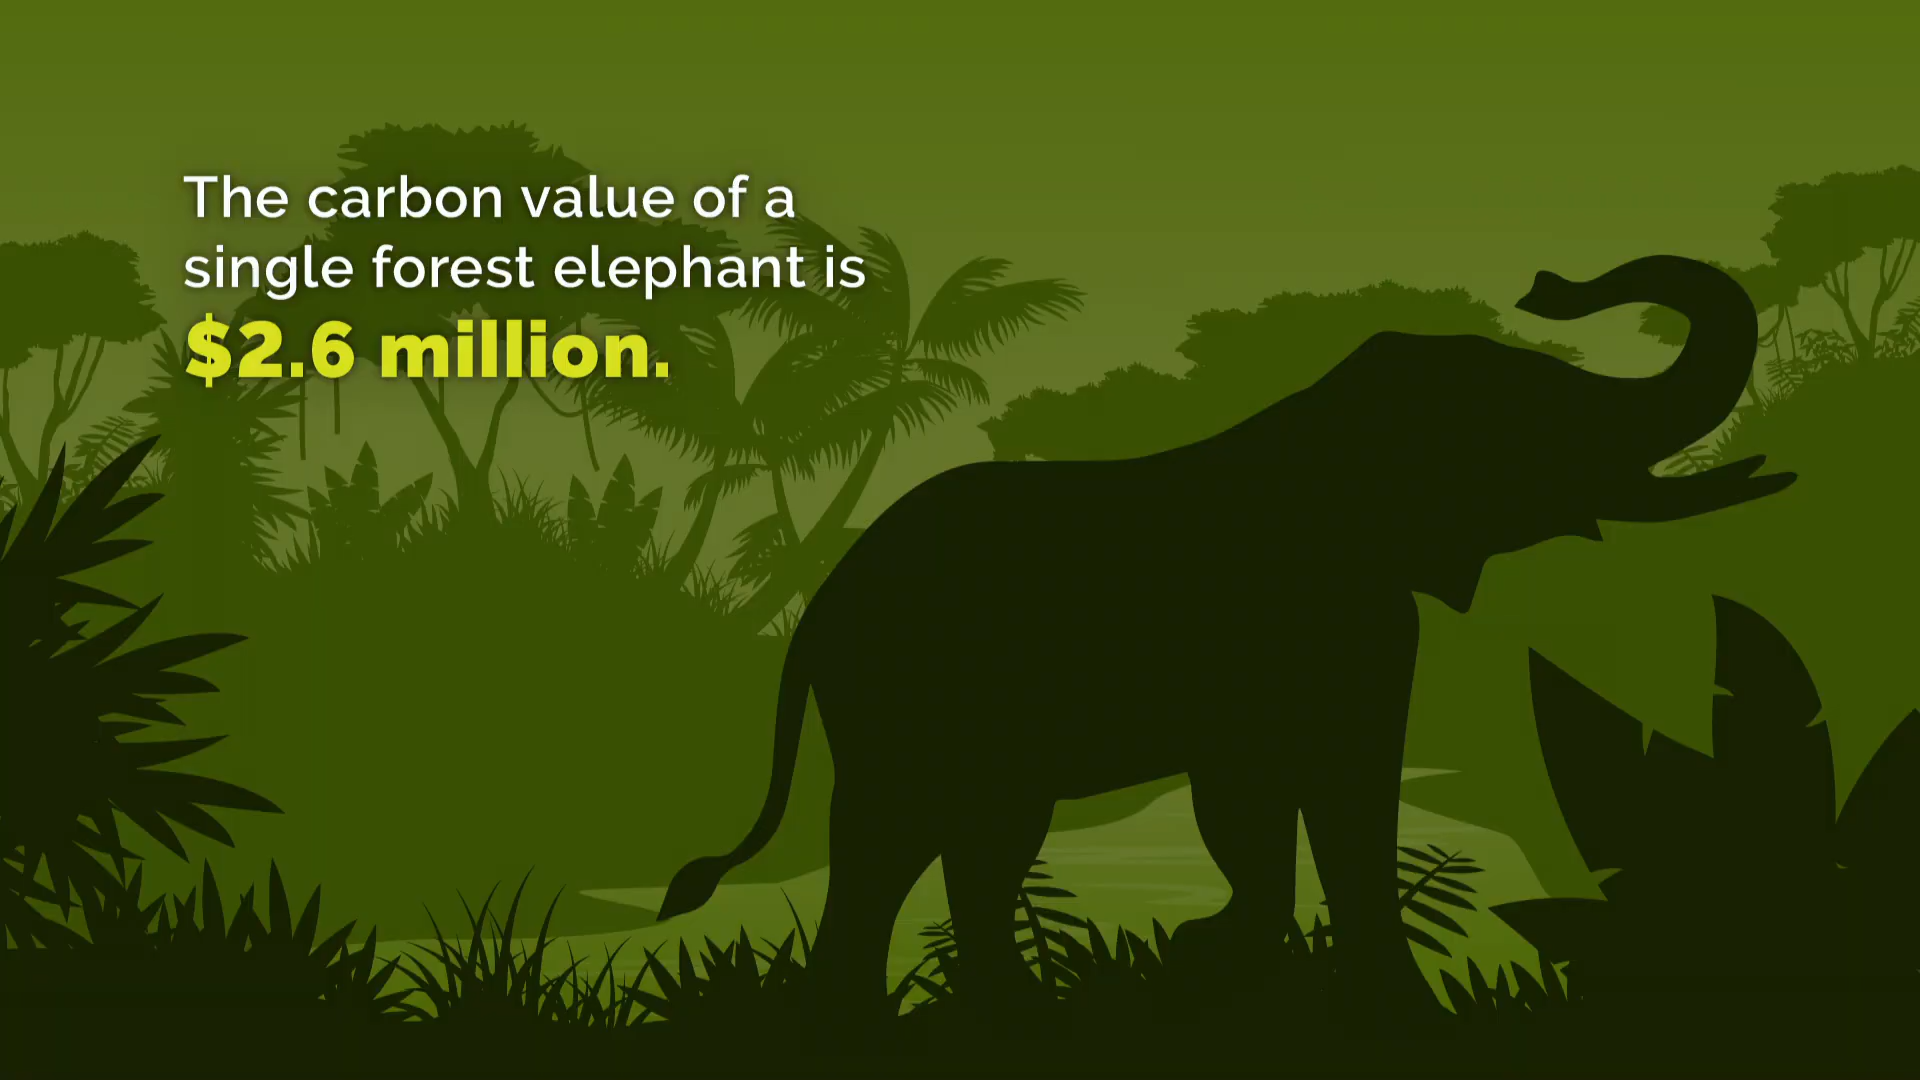 The carbon value of a
single forest elephant is
$2.6 million.